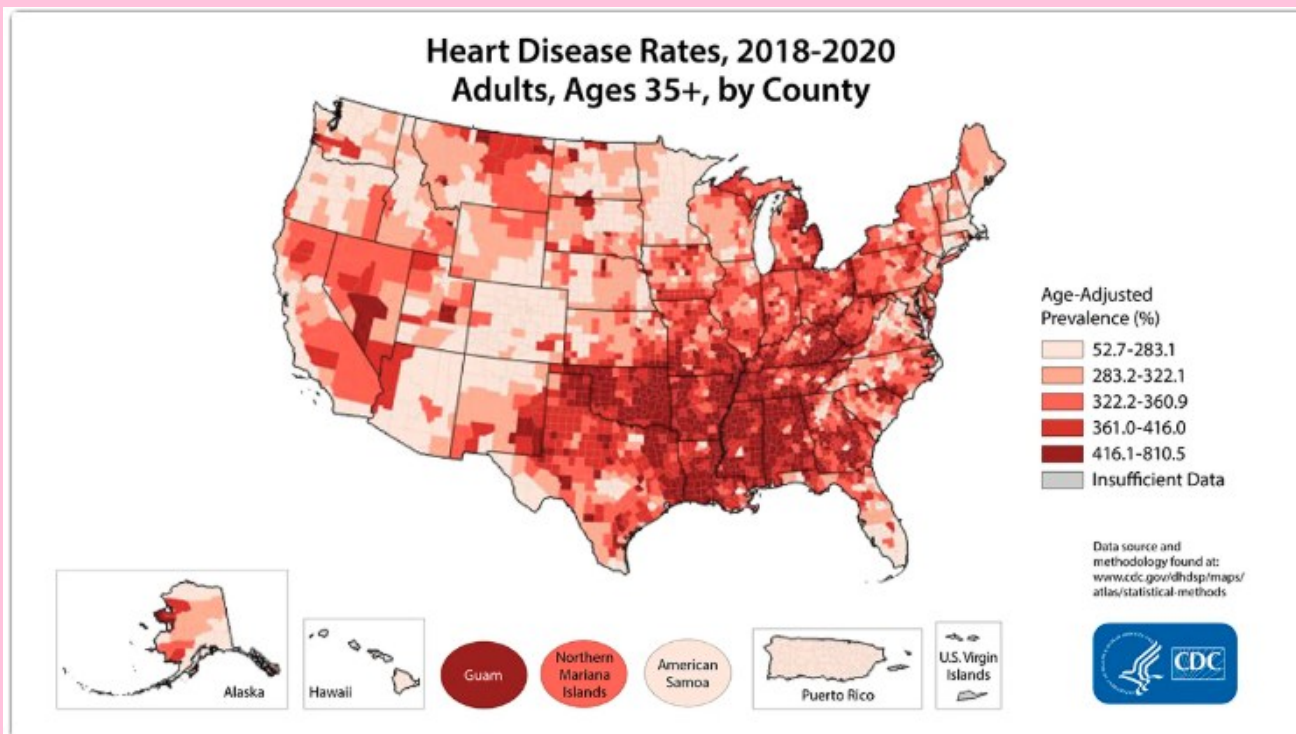 Heart Disease Rates, 2018-2020
Adults, Ages 35+, by County
Age-Adjusted
Prevalence (%)
52.7-283.1
283.2-322.1
322.2-360.9
361.0-416.0
416.1-810.5
Insufficient Data
Data source and
methodology found at:
www.cdc.gov/dhdsp/maps/
atlas/statistical-methods
Alaska
Hawaii
Guam
Northern
Mariana
Islands
American
Samoa
Puerto Rico
U.S. Virgin
Islands
CDC